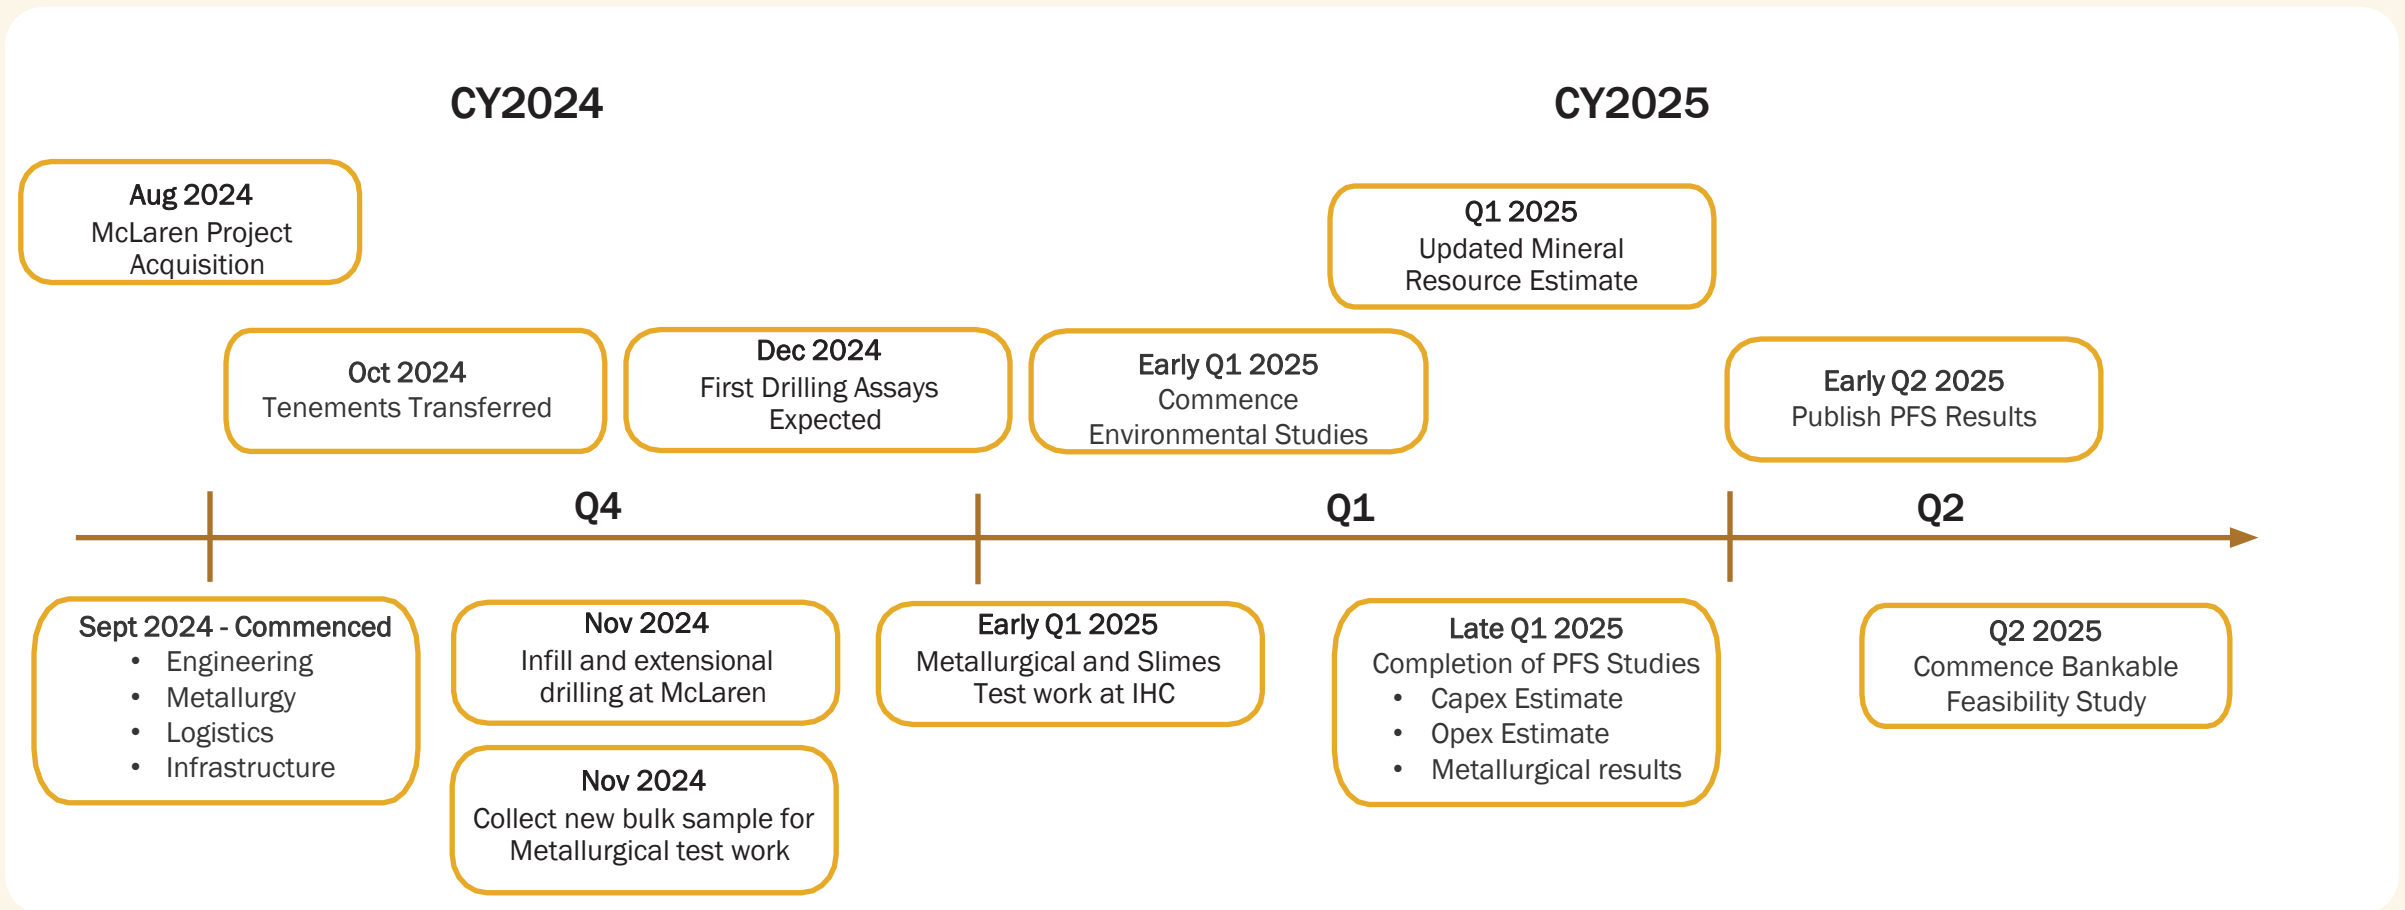 CY2024
CY2025
Aug 2024
McLaren Project
Acquisition
Q1 2025
Updated Mineral
Resource Estimate
Oct 2024
Tenements Transferred
Dec 2024
First Drilling Assays
Expected
Early Q1 2025
Commence
Environmental Studies
Early Q2 2025
Publish PFS Results
Q4
Q1
Q2
Sept 2024 - Commenced
• Engineering
• Metallurgy
• Logistics
• Infrastructure
Nov 2024
Infill and extensional
drilling at McLaren
Nov 2024
Collect new bulk sample for
Metallurgical test work
Early Q1 2025
Metallurgical and Slimes
Test work at IHC
Late Q1 2025
Completion of PFS Studies
• Capex Estimate
• Opex Estimate
• Metallurgical results
Q2 2025
Commence Bankable
Feasibility Study